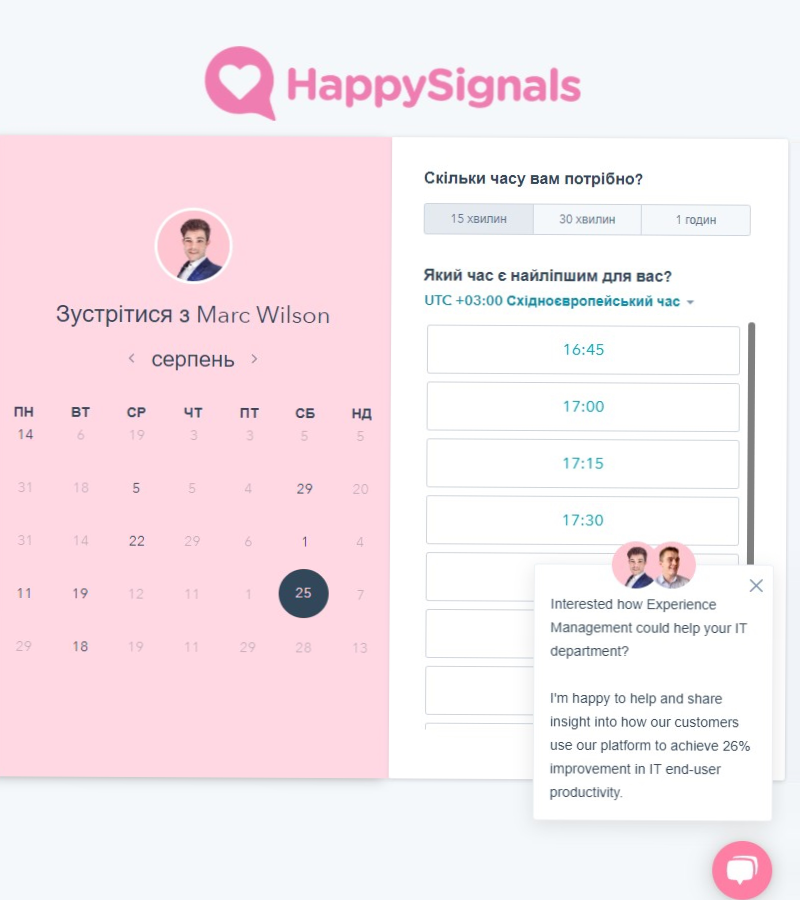 HappySignals
Зустрітися з Marc Wilson
серпень
ПН ВТ СР ЧТ ПТ СБ НД
14 6 19 3 3 5 5
31 18 5 5 4 29 20
31 14 22 29 6 1 4
11 19 12 11 1 25 7
29 18 19 11 29 28 13
Скільки часу вам потрібно?
15 хвилин 30 хвилин 1 годин
Який час є найліпшим для вас?
UTC +03:00 Східноєвропейський час
16:45
17:00
17:15
17:30
Interested how Experience
Management could help your IT
department?
I'm happy to help and share
insight into how our customers
use our platform to achieve 26%
improvement in IT end-user
productivity.